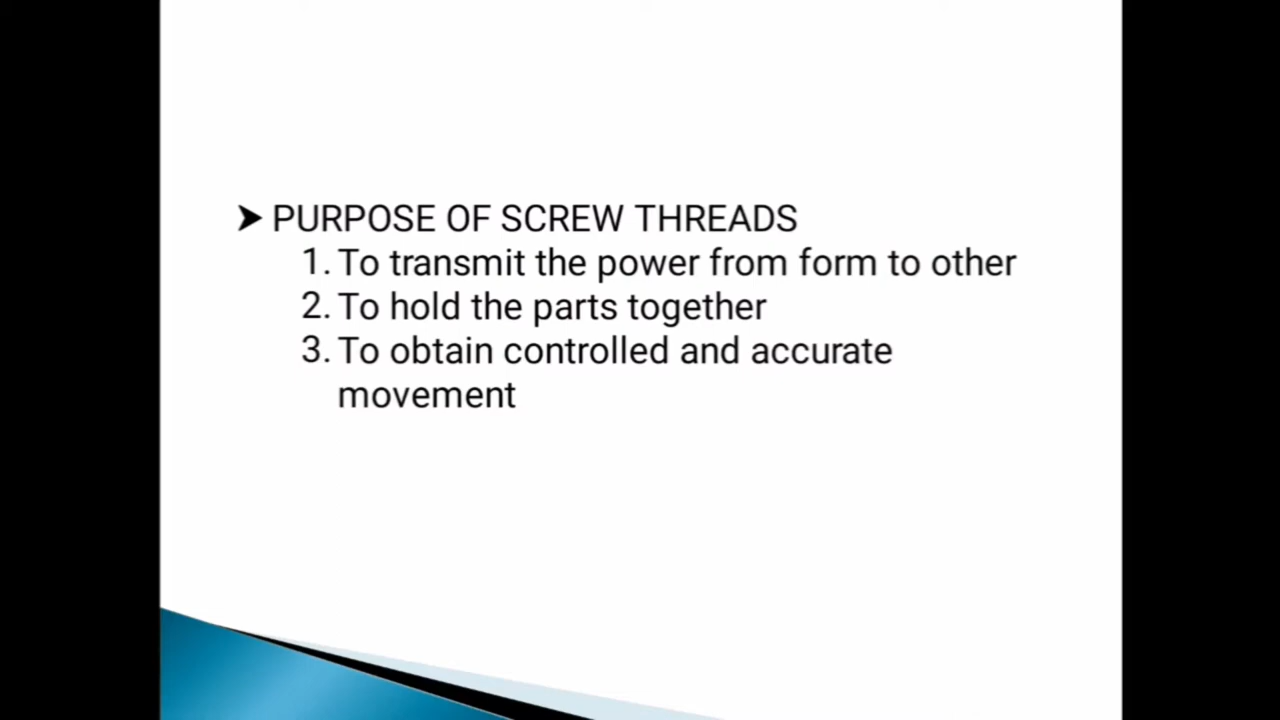 ➤ PURPOSE OF SCREW THREADS
1. To transmit the power from form to other
2. To hold the parts together
3. To obtain controlled and accurate
movement